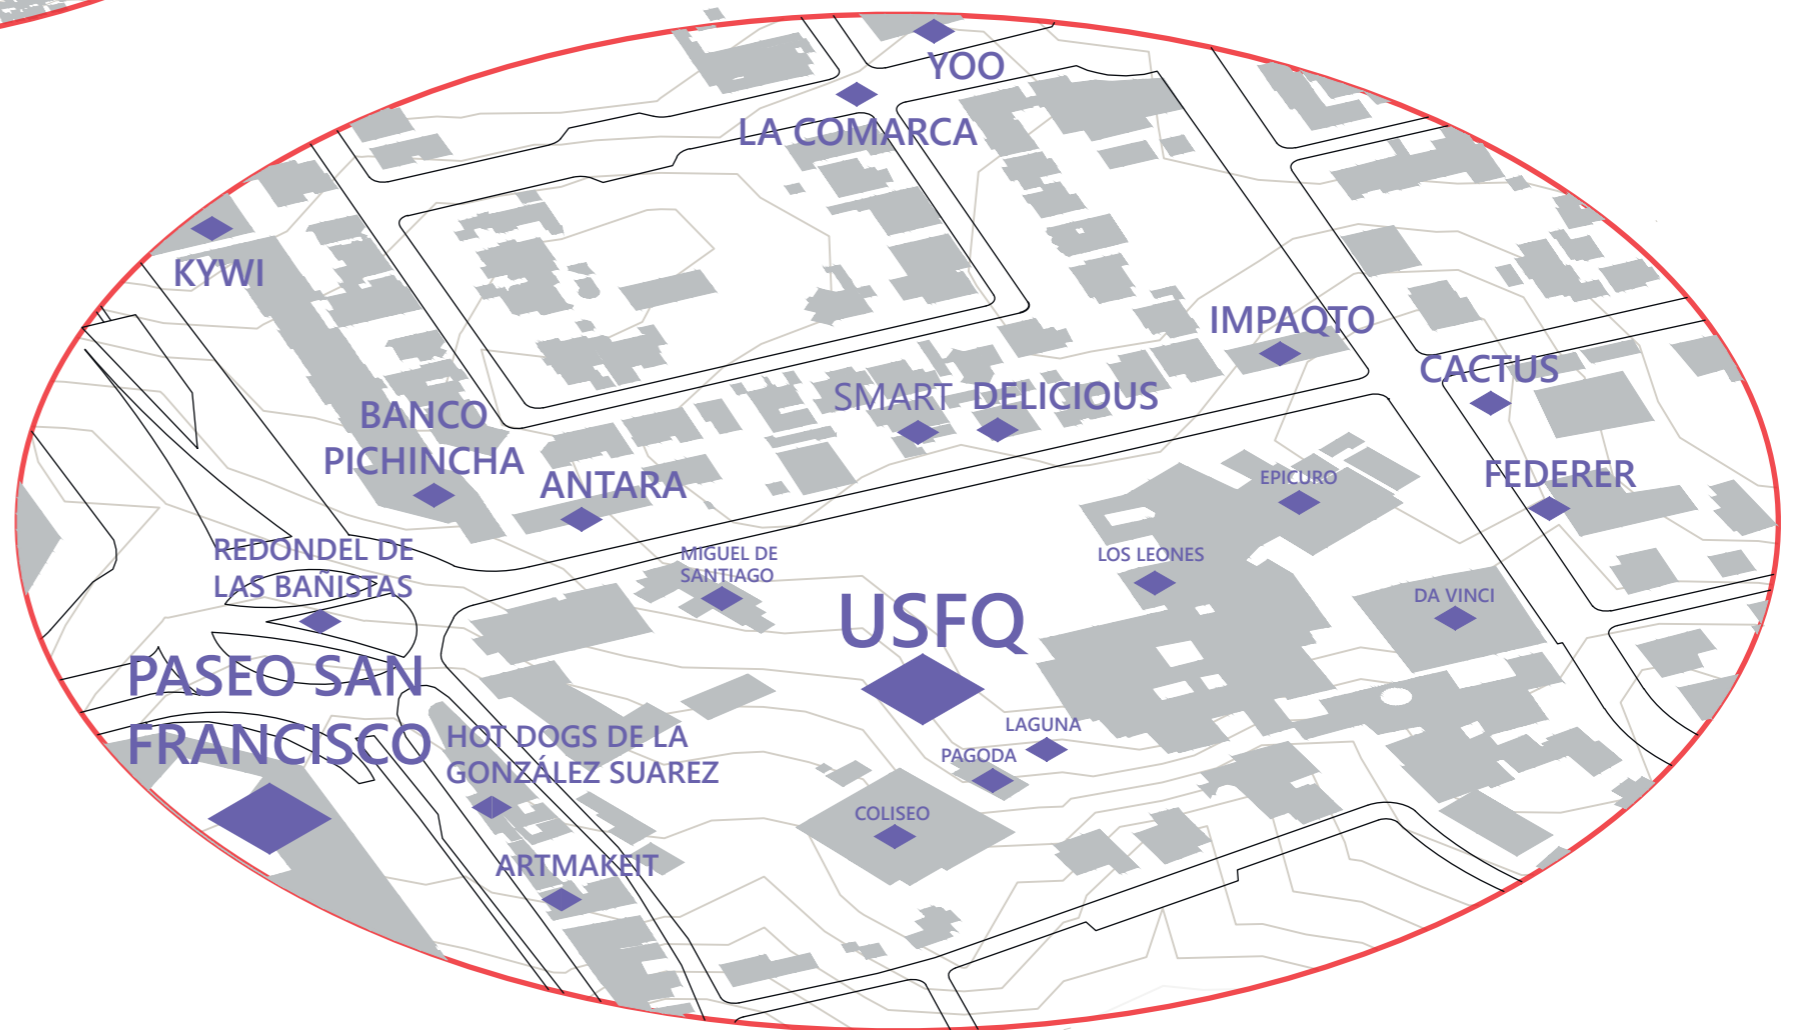 YOO
LA COMARCA
KYWI
IMPAQTO
CACTUS
SMART
DELICIOUS
BANCO
PICHINCHA
ANTARA
FEDERER
EPICURO
REDONDEL DE
LAS BAÑISTAS
MIGUEL DE
SANTIAGO
LOS LEONES
DA VINCI
USFQ
PASEO SAN
FRANCISCO
HOT DOGS DE LA
GONZÁLEZ SUAREZ
LAGUNA
PAGODA
COLISEO
ARTMAKEIT